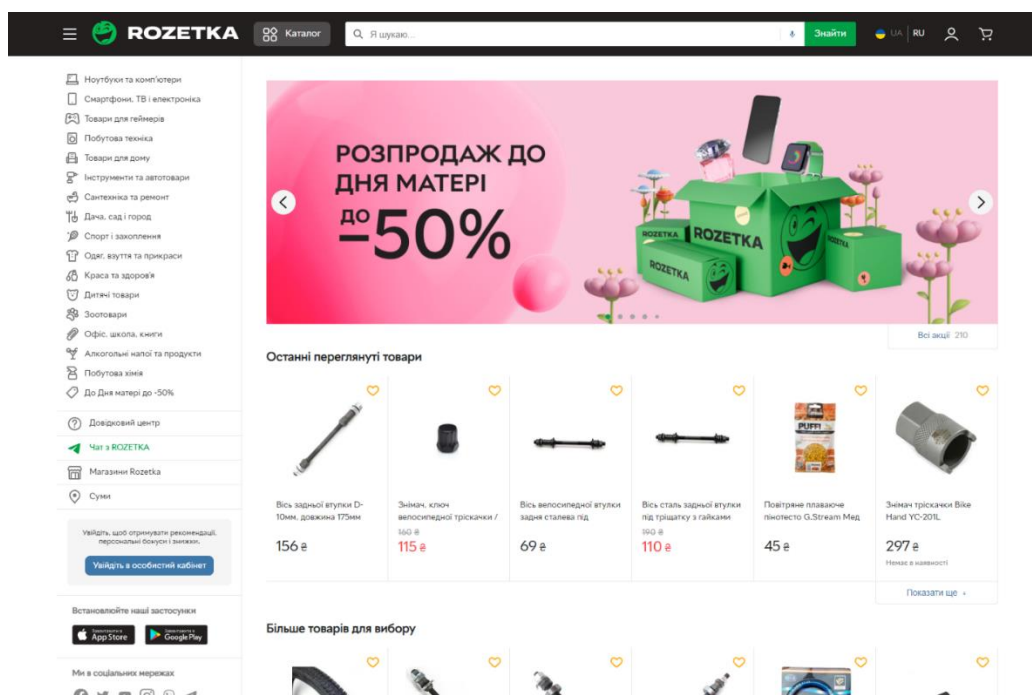 ROZETKA
Каталог
Я шукаю...
Знайти
UA | RU
Ноутбуки та комп'ютери
Смартфони, ТВ і електроніка
Товари для геймерів
Побутова техніка
Товари для дому
Інструменти та автотовари
Сантехніка та ремонт
Дача, сад і город
Спорт і захоплення
Одяг, взуття та прикраси
Краса та здоров'я
Дитячі товари
Зоотовари
Офіс, школа, книги
Алкогольні напої та продукти
Побутова хімія
До Дня матері до -50%
Довідковий центр
Чат з ROZETKA
Магазини Rozetka
Суми
Увійдіть, щоб отримувати рекомендації,
персональні бонуси і знижки.
Увійдіть в особистий кабінет
Встановлюйте наші застосунки
App Store
Google Play
Ми в соціальних мережах
РОЗПРОДАЖ ДО
ДНЯ МАТЕРІ
ДО
–50%
ROZETKA
ROZETKA
ROZETKA
ROZETKA
Всі акції 210
Останні переглянуті товари
Вісь задньої втулки D-
10мм, довжина 175мм
156 ₴
Знімач, ключ
велосипедної тріскачки /
160 ₴
115 ₴
Вісь велосипедної втулки
задня сталева під
69 ₴
Вісь сталь задньої втулки
під тріщатку з гайками
190 ₴
110 ₴
PUFFI
Повітряне плаваюче
пінотесто G.Stream Мед
45 ₴
Знімач тріскачки Bike
Hand YC-201L
297 ₴
Немає в наявності
Показати ще
Більше товарів для вибору